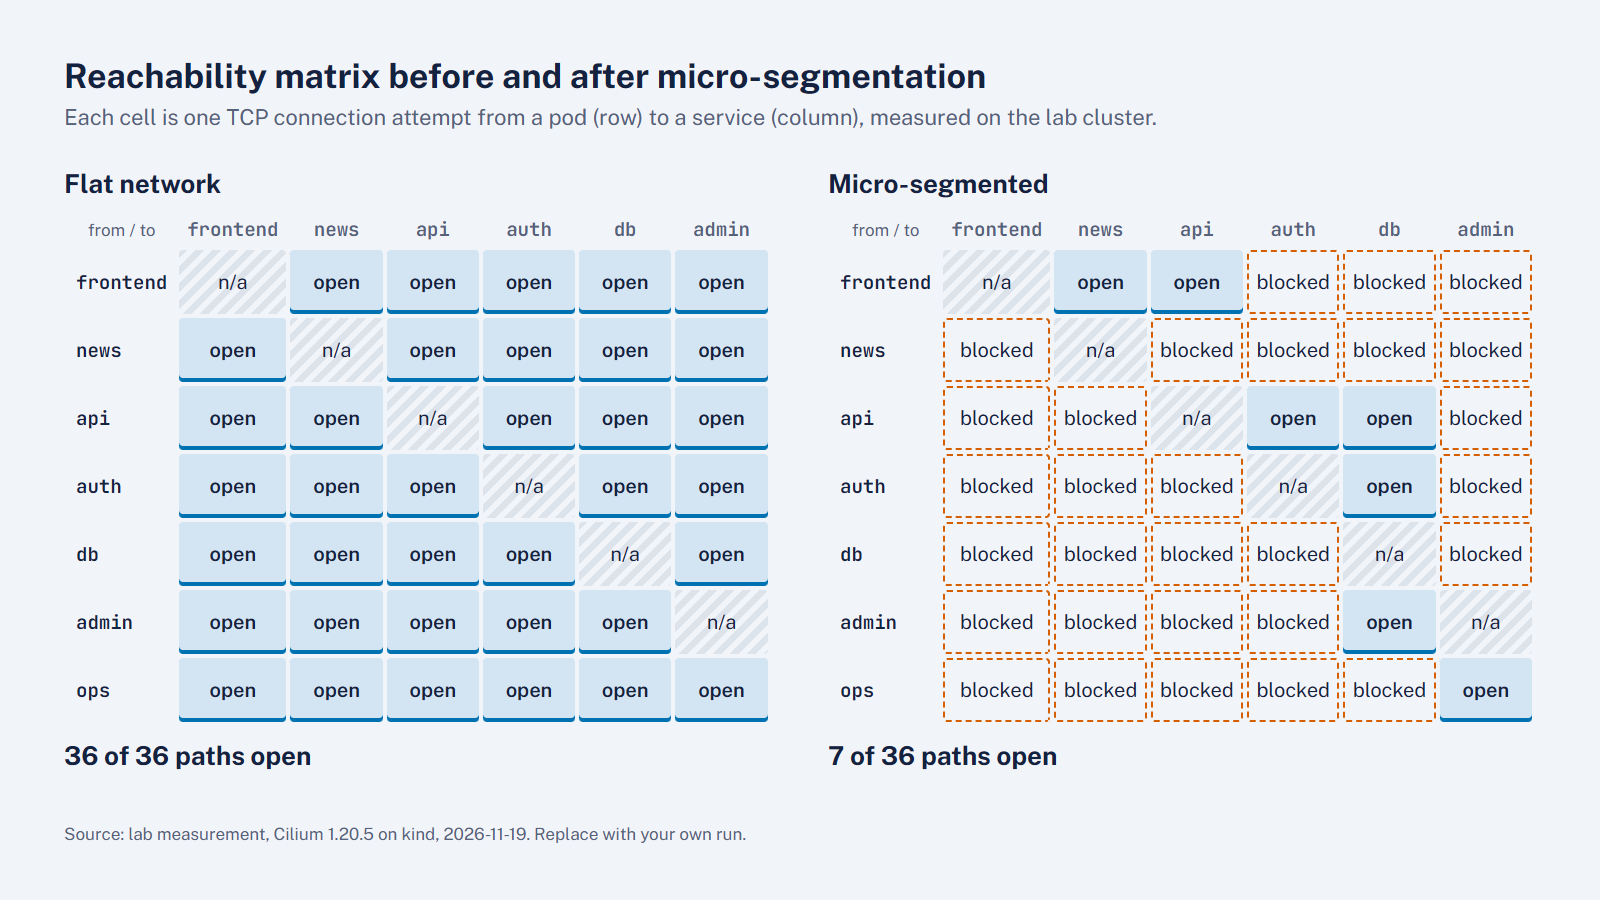 Reachability matrix before and after micro-segmentation
Each cell is one TCP connection attempt from a pod (row) to a service (column), measured on the lab cluster.
Flat network
from / to frontend news api auth db admin
frontend n/a open open open open open
news open n/a open open open open
api open open n/a open open open
auth open open open n/a open open
db open open open open n/a open
admin open open open open open n/a
ops open open open open open open
36 of 36 paths open
Micro-segmented
from / to frontend news api auth db admin
frontend n/a open open blocked blocked blocked
news blocked n/a blocked blocked blocked blocked
api blocked blocked n/a open open blocked
auth blocked blocked blocked n/a open blocked
db blocked blocked blocked blocked n/a blocked
admin blocked blocked blocked blocked open n/a
ops blocked blocked blocked blocked blocked open
7 of 36 paths open
Source: lab measurement, Cilium 1.20.5 on kind, 2026-11-19. Replace with your own run.